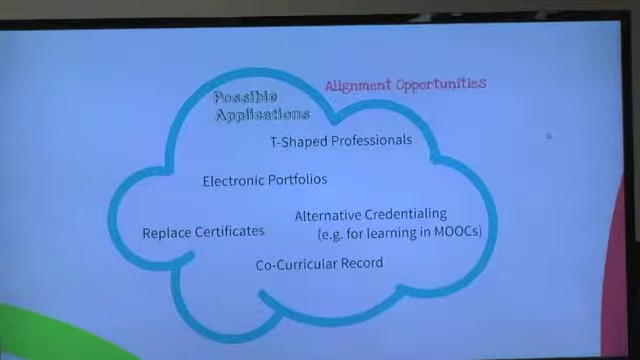 Alignment Opportunities
Possible
Applications
T-Shaped Professionals
Electronic Portfolios
Alternative Credentialing
(e.g. for learning in MOOCs)
Replace Certificates
Co-Curricular Record